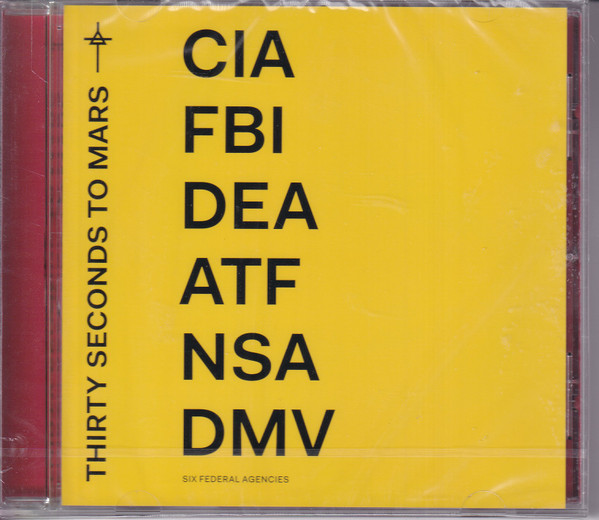 THIRTY SECONDS TO MARS
CIA
FBI
DEA
ATF
NSA
DMV
SIX FEDERAL AGENCIES